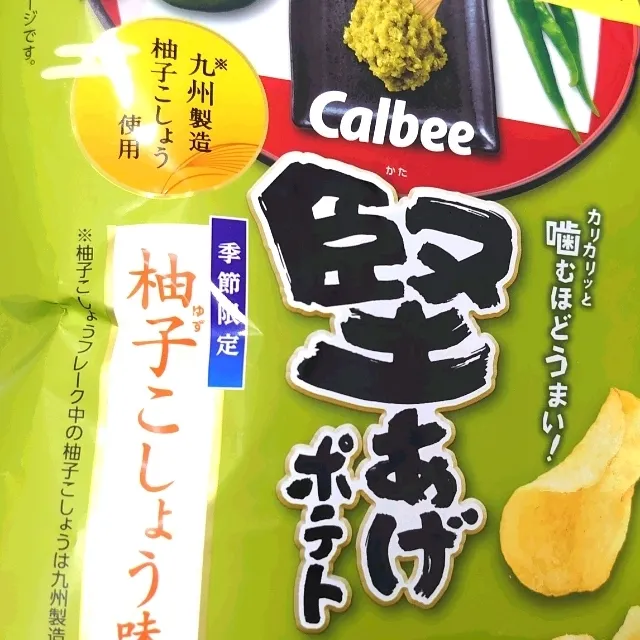 ージです。
※
九州製造
柚子こしょう
使用
Calbee
かた
堅あげ
ポテト
カリカリッと
噛むほどうまい!
季節限定
ゆず
柚子こしょう味
※柚子こしょうフレーク中の柚子こしょうは九州製造